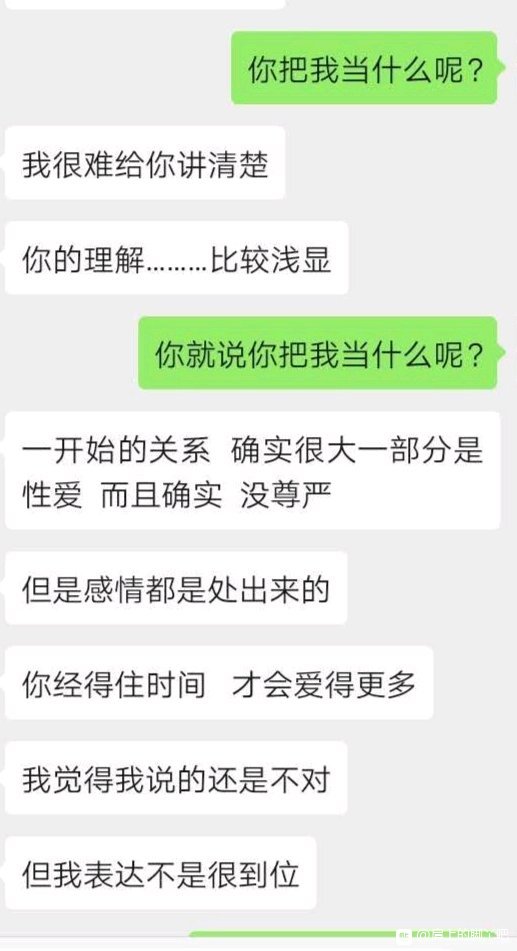 你把我当什么呢？
我很难给你讲清楚
你的理解………比较浅显
你就说你把我当什么呢？
一开始的关系  确实很大一部分是
性爱  而且确实  没尊严
但是感情都是处出来的
你经得住时间  才会爱得更多
我觉得我说的还是不对
但我表达不是很到位